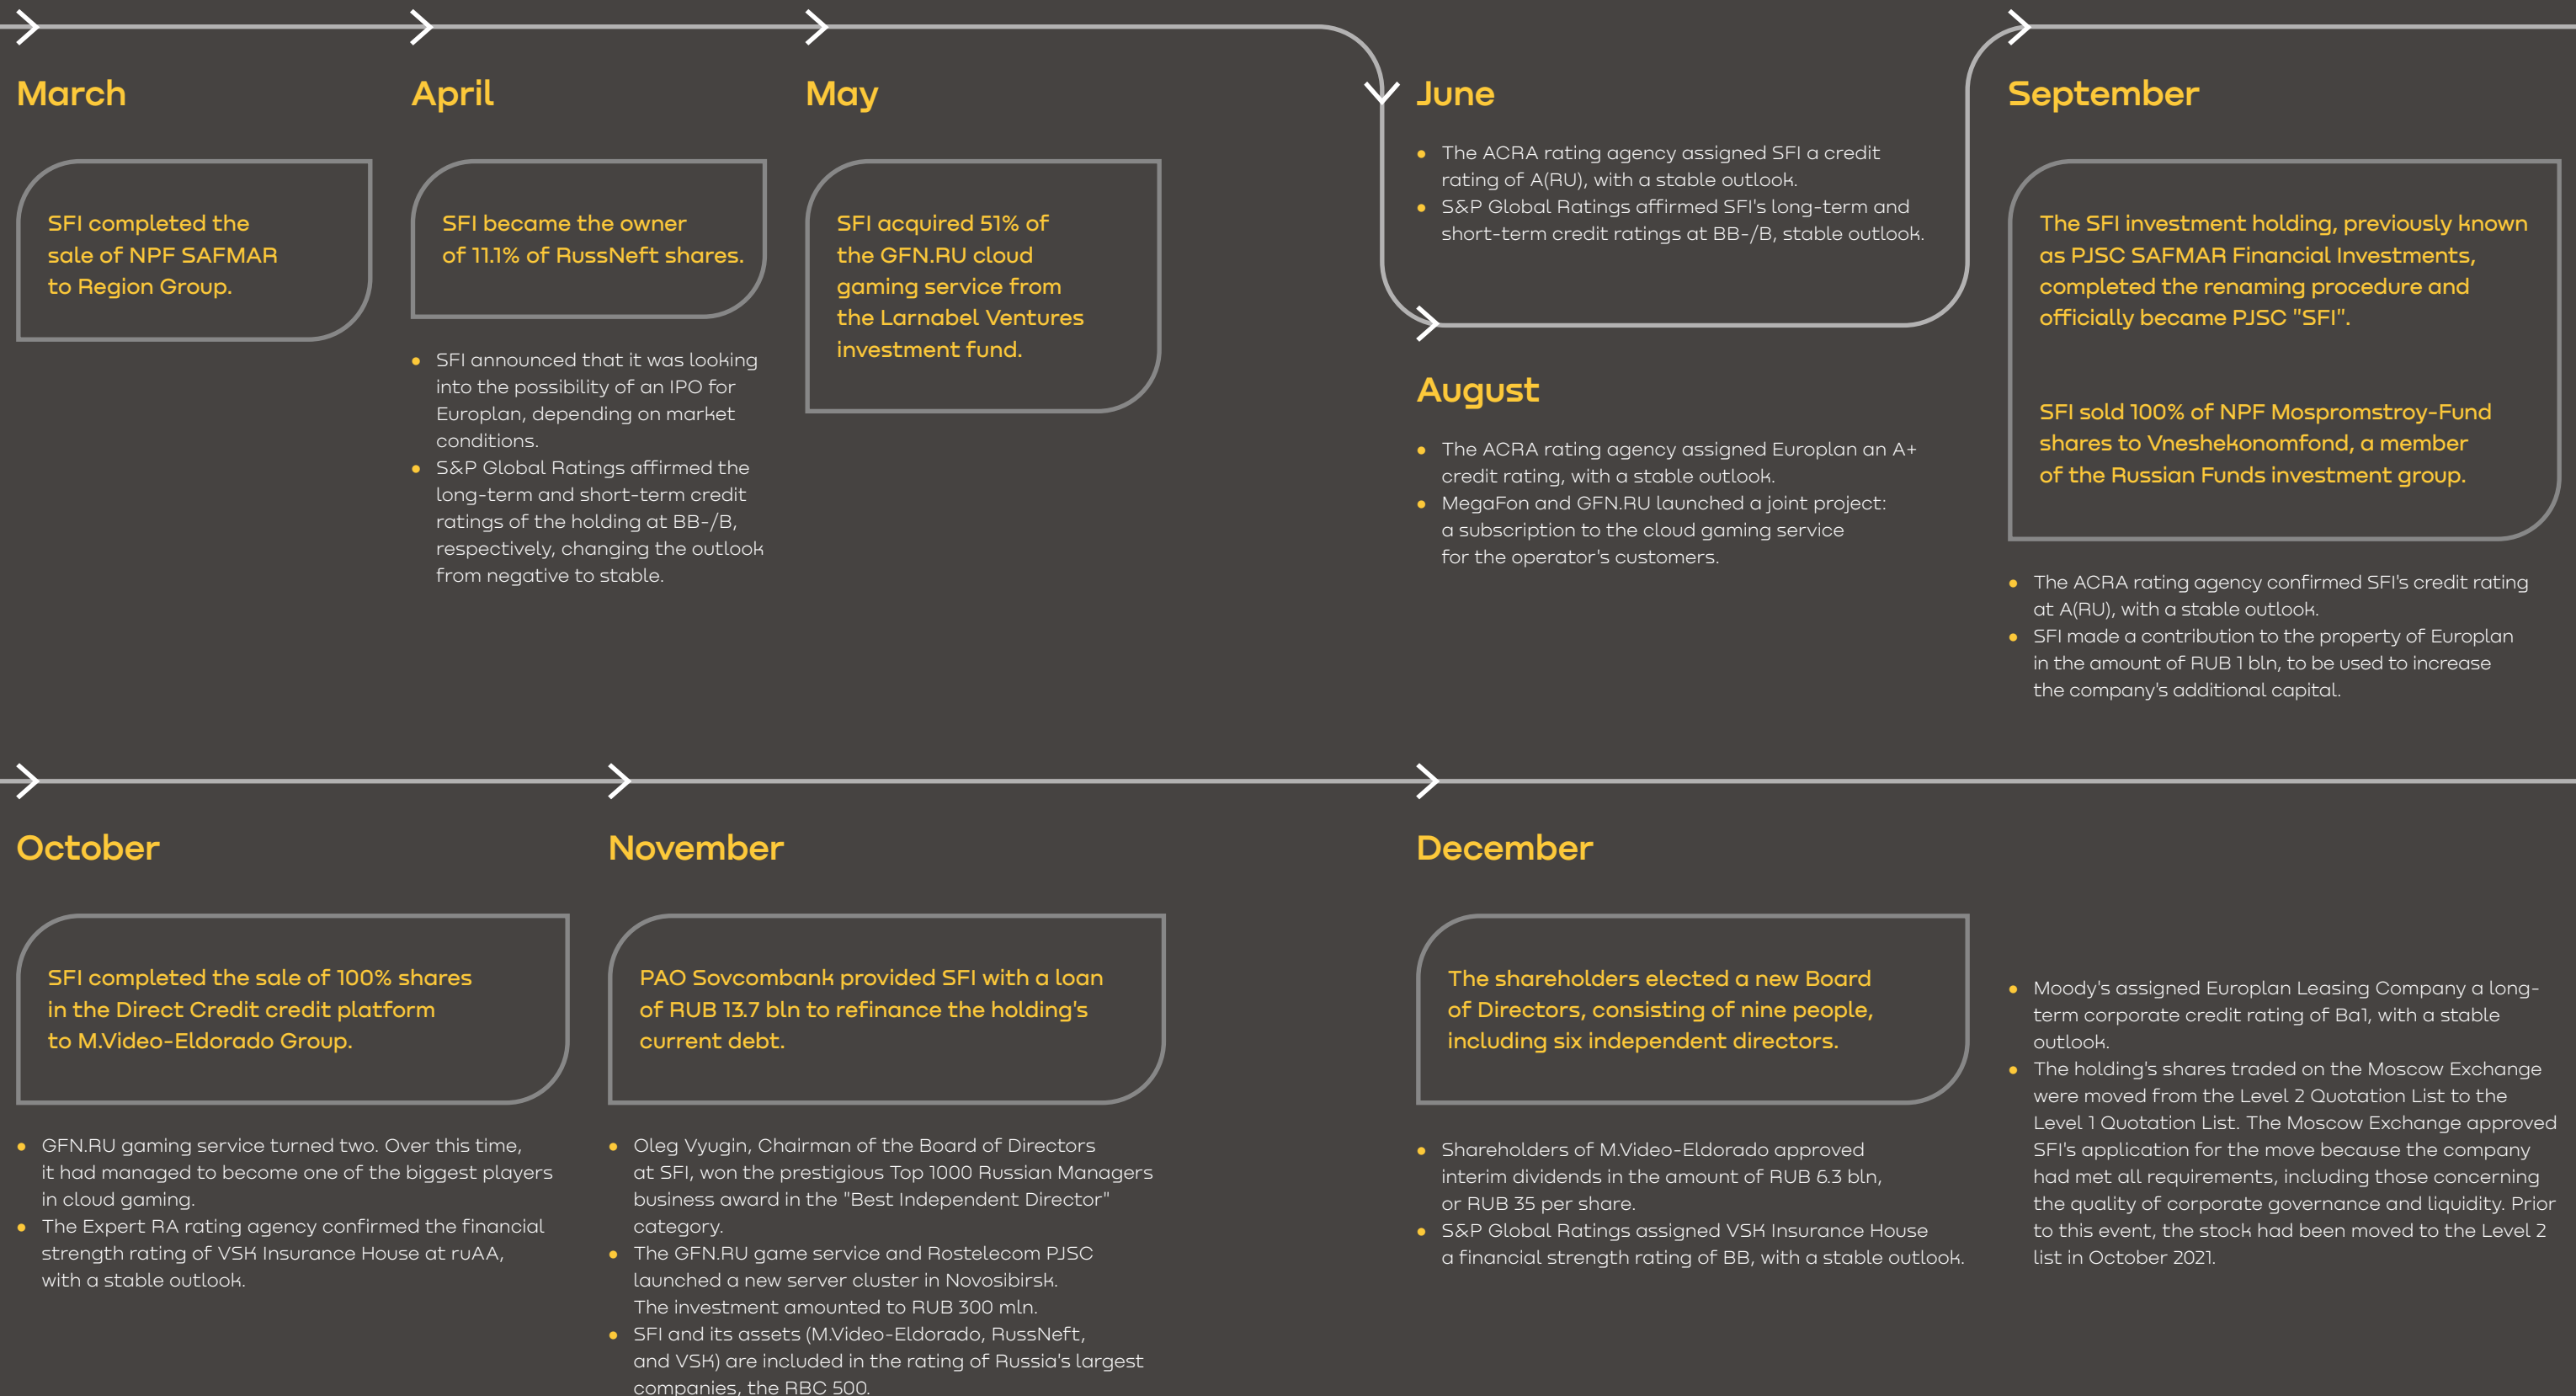 March
SFI completed the
sale of NPF SAFMAR
to Region Group.
April
SFI became the owner
of 11.1% of RussNeft shares.
● SFI announced that it was looking
into the possibility of an IPO for
Europlan, depending on market
conditions.
● S&P Global Ratings affirmed the
long-term and short-term credit
ratings of the holding at BB-/B,
respectively, changing the outlook
from negative to stable.
May
SFI acquired 51% of
the GFN.RU cloud
gaming service from
the Larnabel Ventures
investment fund.
June
● The ACRA rating agency assigned SFI a credit
rating of A(RU), with a stable outlook.
● S&P Global Ratings affirmed SFI's long-term and
short-term credit ratings at BB-/B, stable outlook.
August
● The ACRA rating agency assigned Europlan an A+
credit rating, with a stable outlook.
● MegaFon and GFN.RU launched a joint project:
a subscription to the cloud gaming service
for the operator's customers.
September
The SFI investment holding, previously known
as PJSC SAFMAR Financial Investments,
completed the renaming procedure and
officially became PJSC "SFI".
SFI sold 100% of NPF Mospromstroy-Fund
shares to Vneshekonomfond, a member
of the Russian Funds investment group.
● The ACRA rating agency confirmed SFI's credit rating
at A(RU), with a stable outlook.
● SFI made a contribution to the property of Europlan
in the amount of RUB 1 bln, to be used to increase
the company's additional capital.
October
SFI completed the sale of 100% shares
in the Direct Credit credit platform
to M.Video-Eldorado Group.
● GFN.RU gaming service turned two. Over this time,
it had managed to become one of the biggest players
in cloud gaming.
● The Expert RA rating agency confirmed the financial
strength rating of VSK Insurance House at ruAA,
with a stable outlook.
November
PAO Sovcombank provided SFI with a loan
of RUB 13.7 bln to refinance the holding's
current debt.
● Oleg Vyugin, Chairman of the Board of Directors
at SFI, won the prestigious Top 1000 Russian Managers
business award in the "Best Independent Director"
category.
● The GFN.RU game service and Rostelecom PJSC
launched a new server cluster in Novosibirsk.
The investment amounted to RUB 300 mln.
● SFI and its assets (M.Video-Eldorado, RussNeft,
and VSK) are included in the rating of Russia's largest
companies, the RBC 500.
December
The shareholders elected a new Board
of Directors, consisting of nine people,
including six independent directors.
● Shareholders of M.Video-Eldorado approved
interim dividends in the amount of RUB 6.3 bln,
or RUB 35 per share.
● S&P Global Ratings assigned VSK Insurance House
a financial strength rating of BB, with a stable outlook.
● Moody's assigned Europlan Leasing Company a long-
term corporate credit rating of Ba1, with a stable
outlook.
● The holding's shares traded on the Moscow Exchange
were moved from the Level 2 Quotation List to the
Level 1 Quotation List. The Moscow Exchange approved
SFI's application for the move because the company
had met all requirements, including those concerning
the quality of corporate governance and liquidity. Prior
to this event, the stock had been moved to the Level 2
list in October 2021.